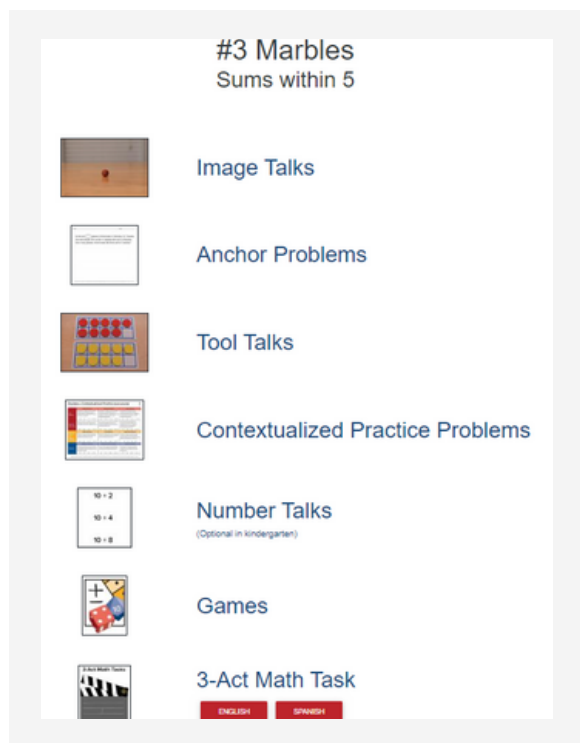 #3 Marbles
Sums within 5
Image Talks
Anchor Problems
Tool Talks
Contextualized Practice Problems
10 + 2
10 + 4
10 + 8
Number Talks
(Optional in kindergarten)
Games
3-Act Math Tasks
3-Act Math Task
ENGLISH SPANISH